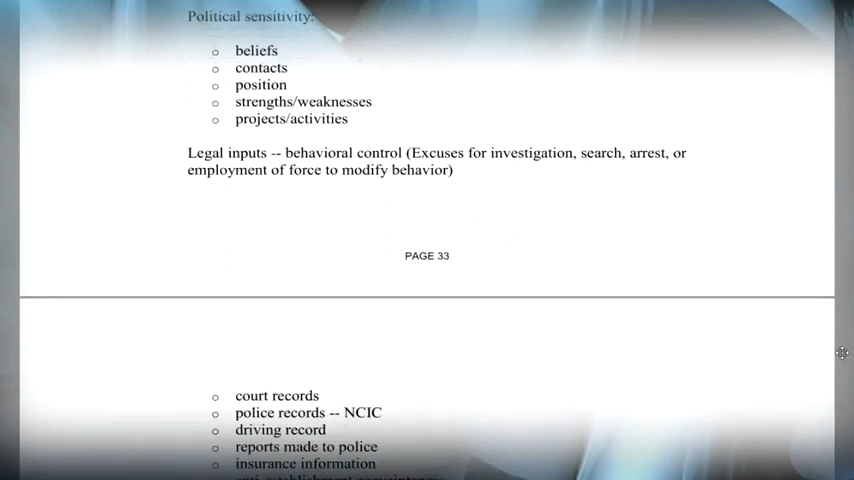 Political sensitivity:
o beliefs
o contacts
o position
o strengths/weaknesses
o projects/activities
Legal inputs -- behavioral control (Excuses for investigation, search, arrest, or
employment of force to modify behavior)
PAGE 33
o court records
o police records -- NCIC
o driving record
o reports made to police
o insurance information